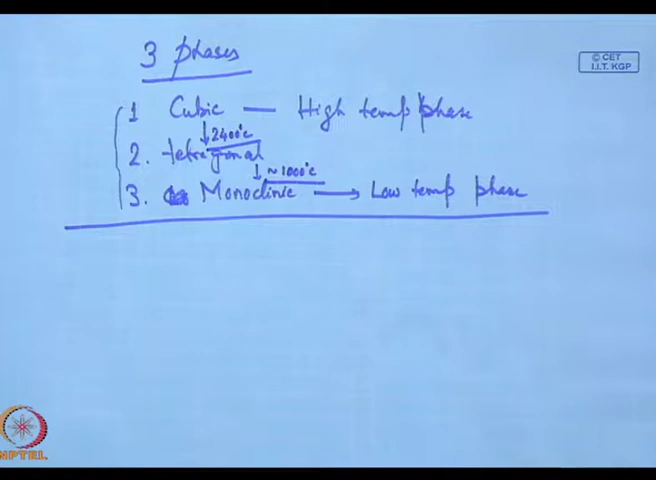 3 phases
© CET
I.I.T. KGP
1 Cubic — High temp phase
↓ 2400°C
2. tetragonal
↓ ~1000°C
3. Monoclinic → Low temp phase
NPTEL